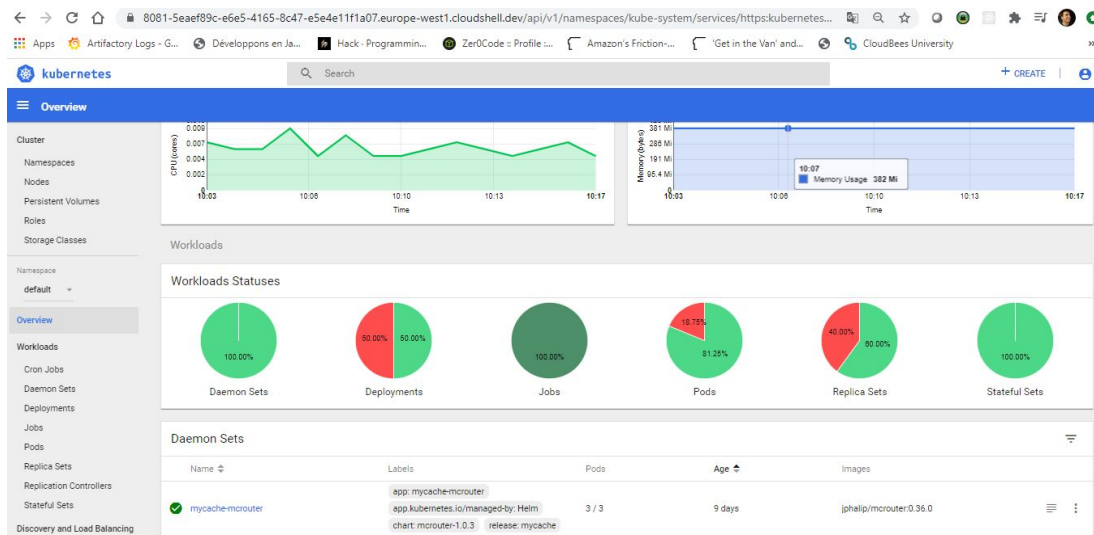 8081-5eaef89c-e6e5-4165-8c47-e5e4e11f1a07.europe-west1.cloudshell.dev/api/v1/namespaces/kube-system/services/https:kubernetes...
Apps Artifactory Logs - G... Développons en Ja... Hack - Programmin... Zer0Code :: Profile :... Amazon's Friction-... 'Get in the Van' and... CloudBees University »
kubernetes Search + CREATE
Overview
Cluster
Namespaces
Nodes
Persistent Volumes
Roles
Storage Classes
Namespace
default
Overview
Workloads
Cron Jobs
Daemon Sets
Deployments
Jobs
Pods
Replica Sets
Replication Controllers
Stateful Sets
Discovery and Load Balancing
CPU (cores)
0.009
0.007
0.004
0.002
0
10:03 10:06 10:10 10:13 10:17
Time
Memory (bytes)
381 Mi
286 Mi
191 Mi
95.4 Mi
0
10:07
Memory Usage 382 Mi
10:03 10:06 10:10 10:13 10:17
Time
Workloads
Workloads Statuses
100.00%
Daemon Sets
50.00% 50.00%
Deployments
100.00%
Jobs
18.75%
81.25%
Pods
40.00%
60.00%
Replica Sets
100.00%
Stateful Sets
Daemon Sets
Name Labels Pods Age Images
mycache-mcrouter
app: mycache-mcrouter
app.kubernetes.io/managed-by: Helm
chart: mcrouter-1.0.3 release: mycache
3 / 3
9 days
jphalip/mcrouter:0.36.0